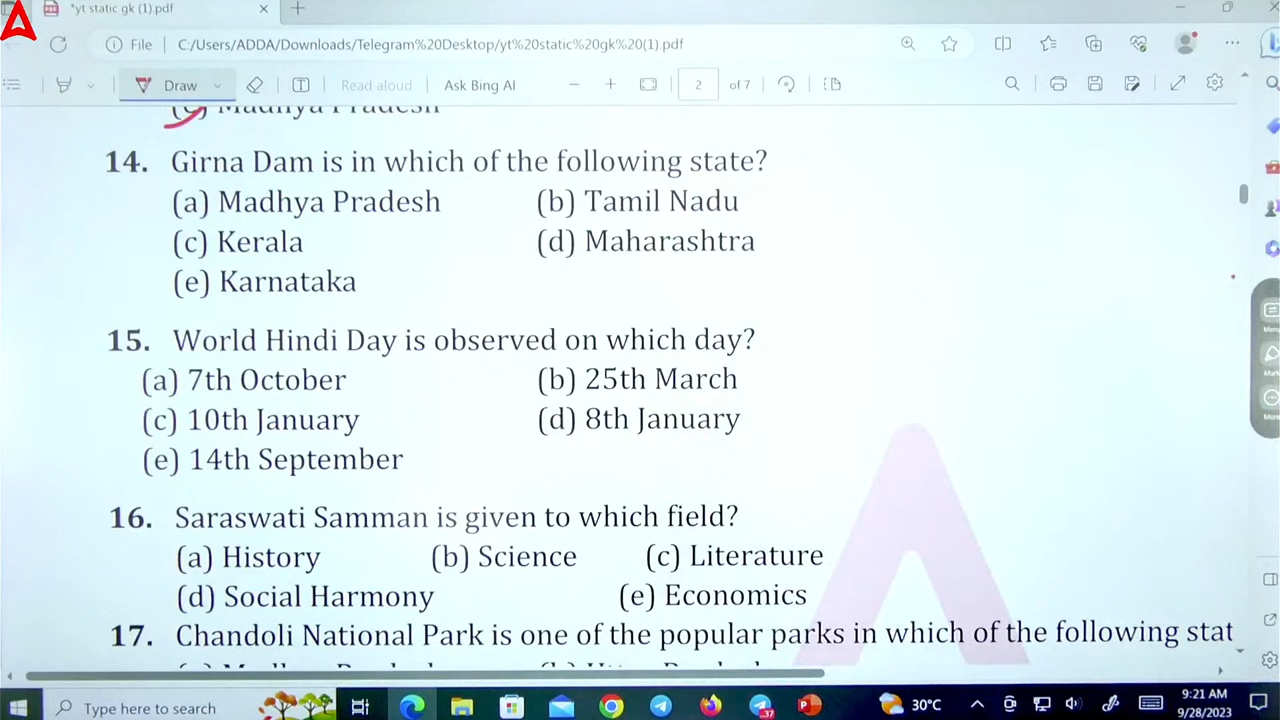 *yt static gk (1).pdf
File C:/Users/ADDA/Downloads/Telegram%20Desktop/yt%20static%20gk%20(1).pdf
Draw Read aloud Ask Bing AI 2 of 7
(c) Madhya Pradesh
14. Girna Dam is in which of the following state?
(a) Madhya Pradesh (b) Tamil Nadu
(c) Kerala (d) Maharashtra
(e) Karnataka
15. World Hindi Day is observed on which day?
(a) 7th October (b) 25th March
(c) 10th January (d) 8th January
(e) 14th September
16. Saraswati Samman is given to which field?
(a) History (b) Science (c) Literature
(d) Social Harmony (e) Economics
17. Chandoli National Park is one of the popular parks in which of the following stat
Type here to search 37 30°C 9:21 AM
9/28/2023